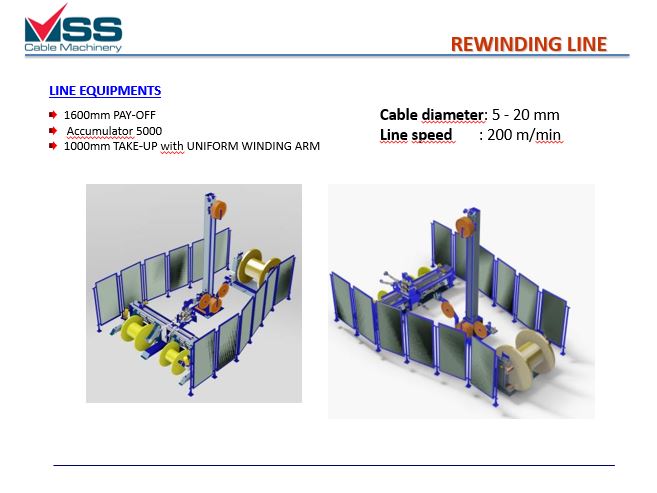 MSS
Cable Machinery
REWINDING LINE
LINE EQUIPMENTS
1600mm PAY-OFF
Accumulator 5000
1000mm TAKE-UP with UNIFORM WINDING ARM
Cable diameter: 5 - 20 mm
Line speed : 200 m/min